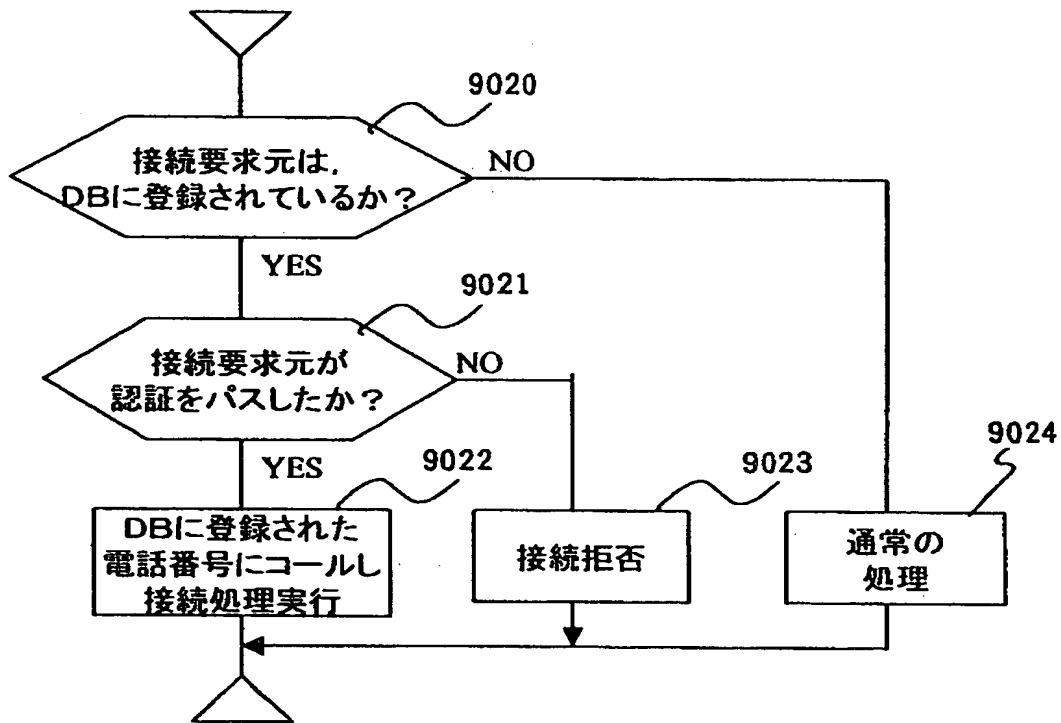 9020
接続要求元は,
DBに登録されているか？
NO
YES
9021
接続要求元が
認証をパスしたか？
NO
YES
9022
DBに登録された
電話番号にコールし
接続処理実行
9023
接続拒否
9024
通常の
処理